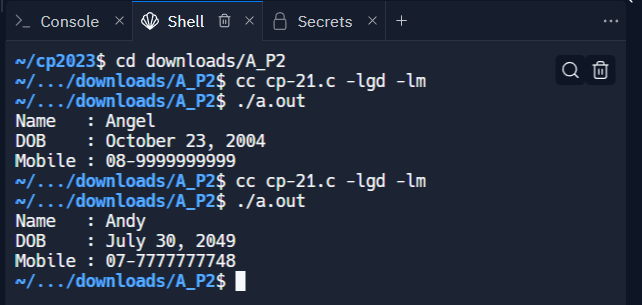 >_ Console × Shell × Secrets × +
~/cp2023$ cd downloads/A_P2
~/.../downloads/A_P2$ cc cp-21.c -lgd -lm
~/.../downloads/A_P2$ ./a.out
Name   : Angel
DOB    : October 23, 2004
Mobile : 08-9999999999
~/.../downloads/A_P2$ cc cp-21.c -lgd -lm
~/.../downloads/A_P2$ ./a.out
Name   : Andy
DOB    : July 30, 2049
Mobile : 07-7777777748
~/.../downloads/A_P2$